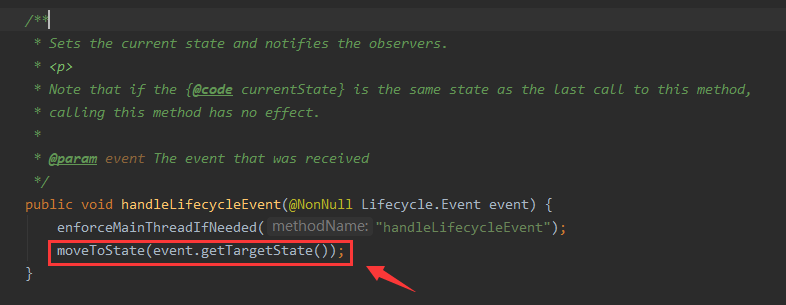 /**
* Sets the current state and notifies the observers.
* <p>
* Note that if the {@code currentState} is the same state as the last call to this method,
* calling this method has no effect.
*
* @param event The event that was received
*/
public void handleLifecycleEvent(@NonNull Lifecycle.Event event) {
enforceMainThreadIfNeeded( methodName: "handleLifecycleEvent");
moveToState(event.getTargetState());
}